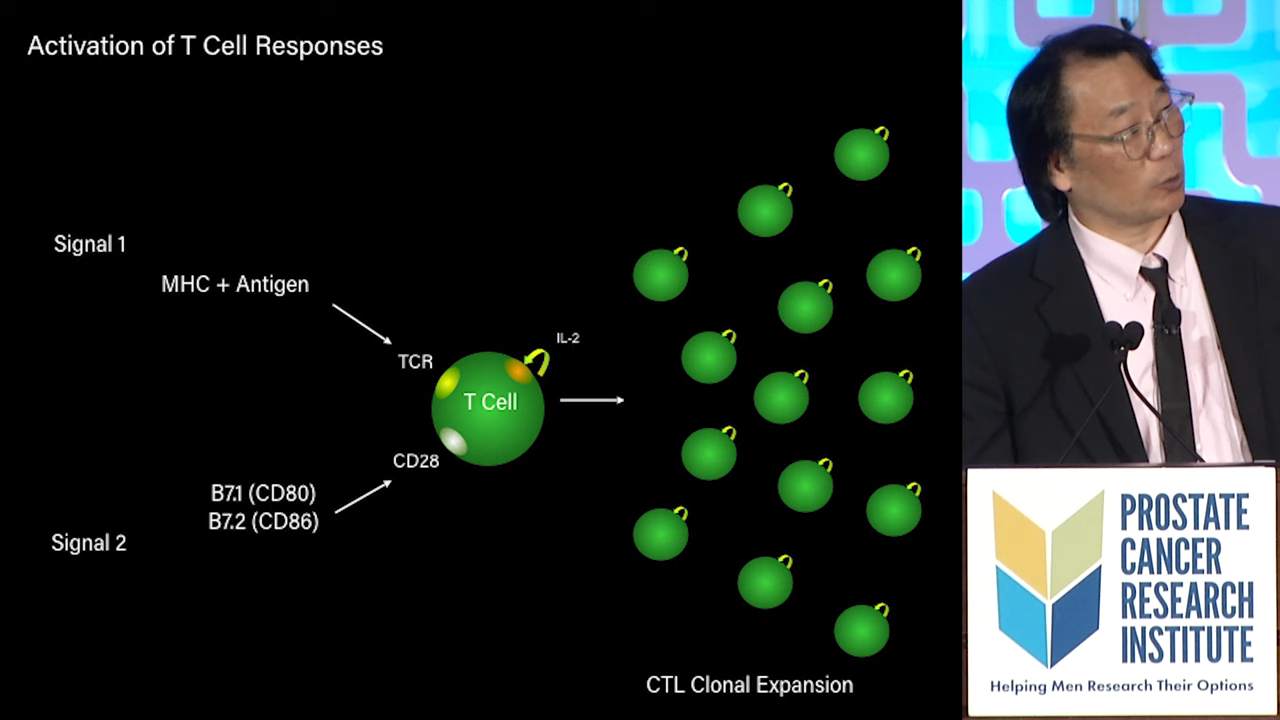 Activation of T Cell Responses
Signal 1
MHC + Antigen
IL-2
TCR
T Cell
CD28
B7.1 (CD80)
B7.2 (CD86)
Signal 2
CTL Clonal Expansion
PROSTATE
CANCER
RESEARCH
INSTITUTE
Helping Men Research Their Options